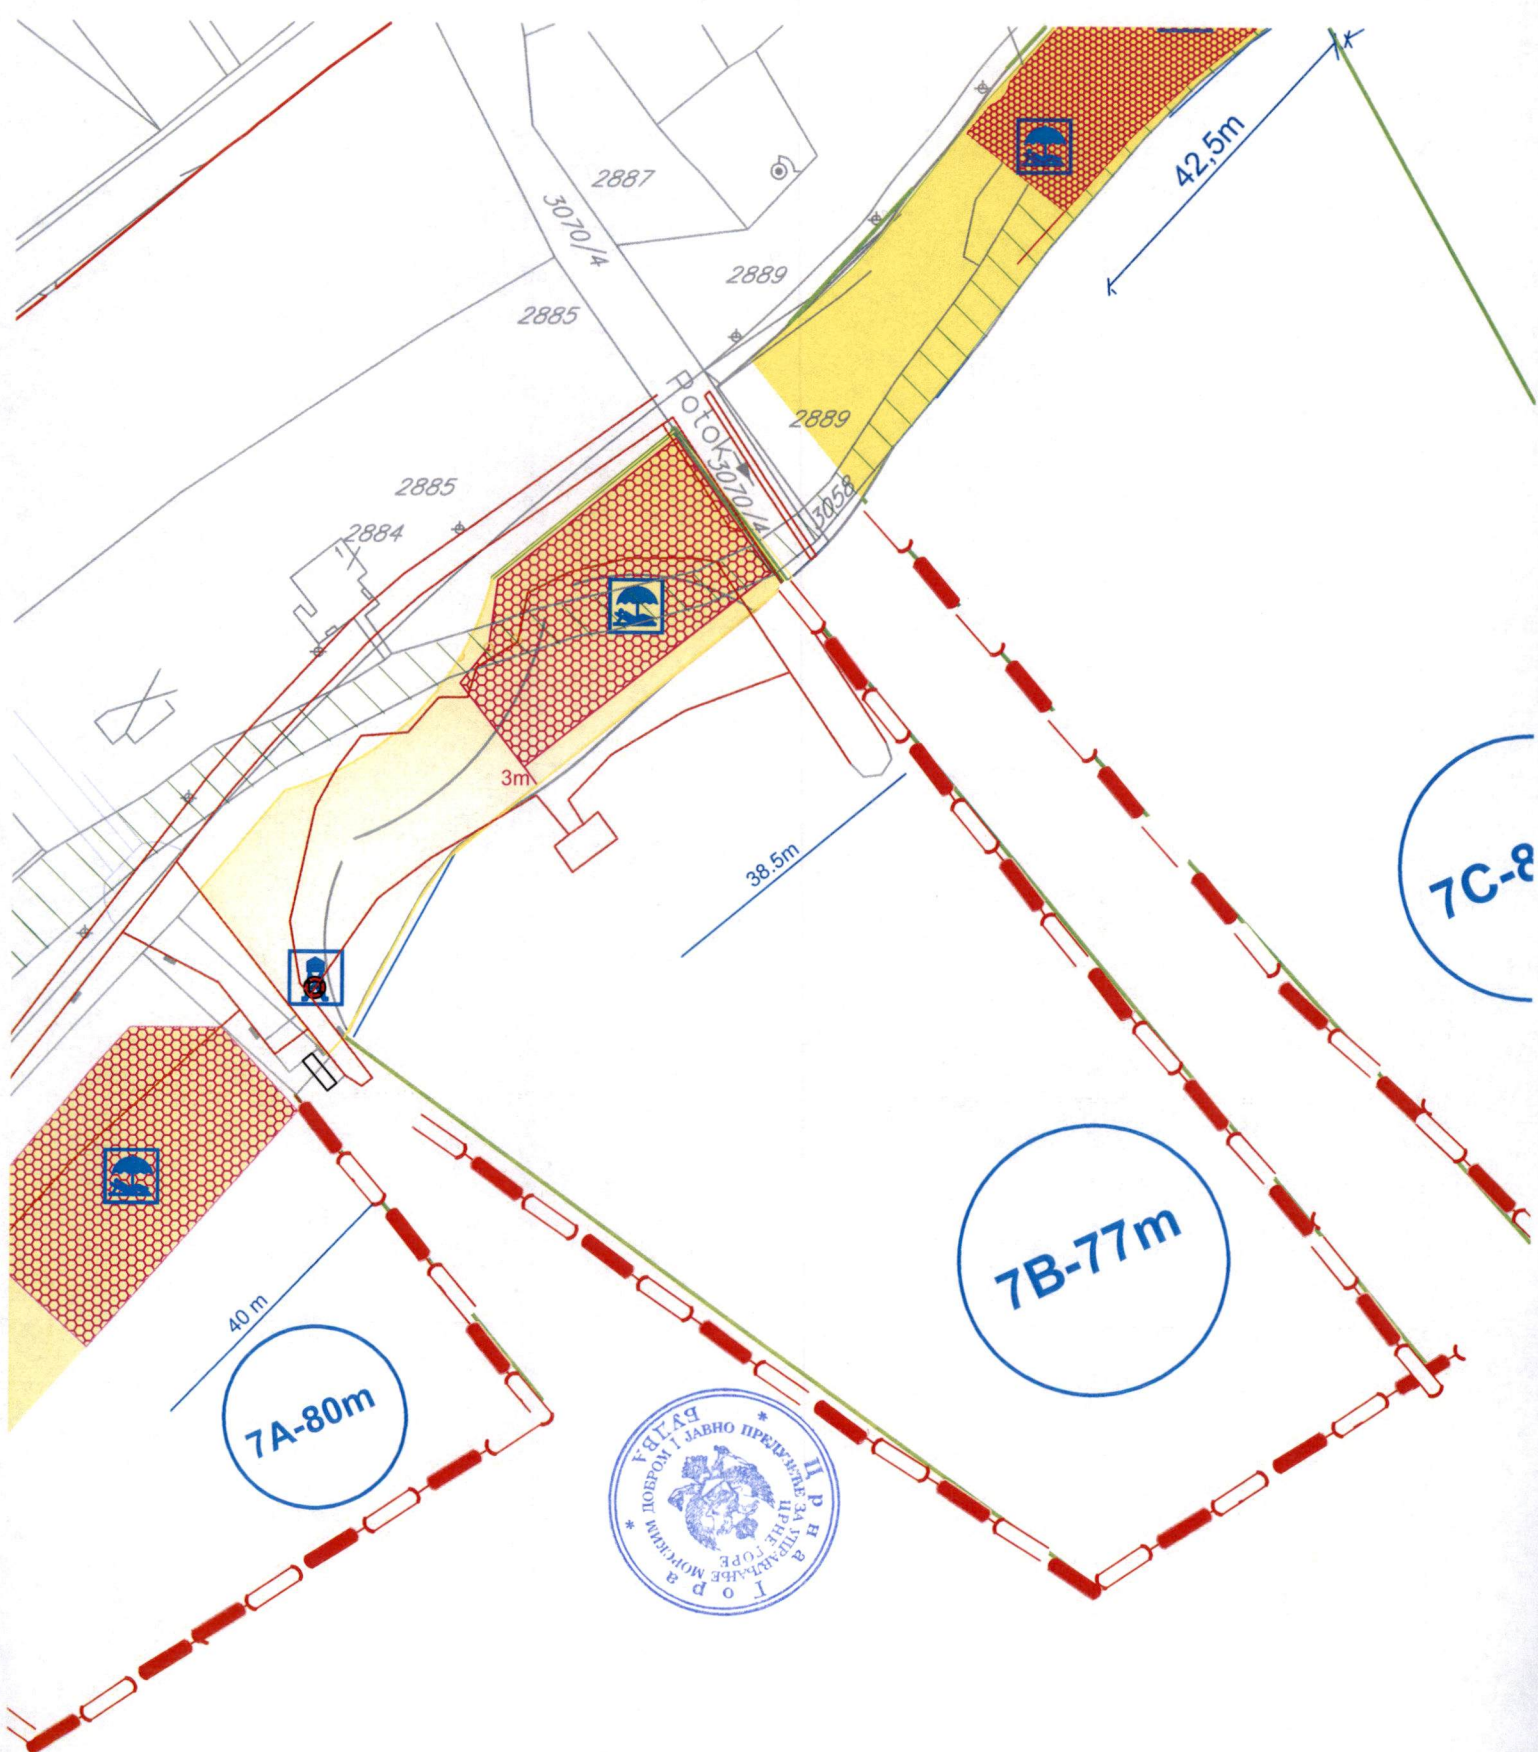 42,5m
2887
3070/4
2889
2885
Potok
2889
3070/4
3058
2885
2884
3m
38.5m
7C-8
7B-77m
40 m
7A-80m
Црна Гора
ЈАВНО ПРЕДУЗЕЋЕ ЗА УПРАВЉАЊЕ МОРСКИМ ДОБРОМ
ЦРНЕ ГОРЕ
I
БУДВА